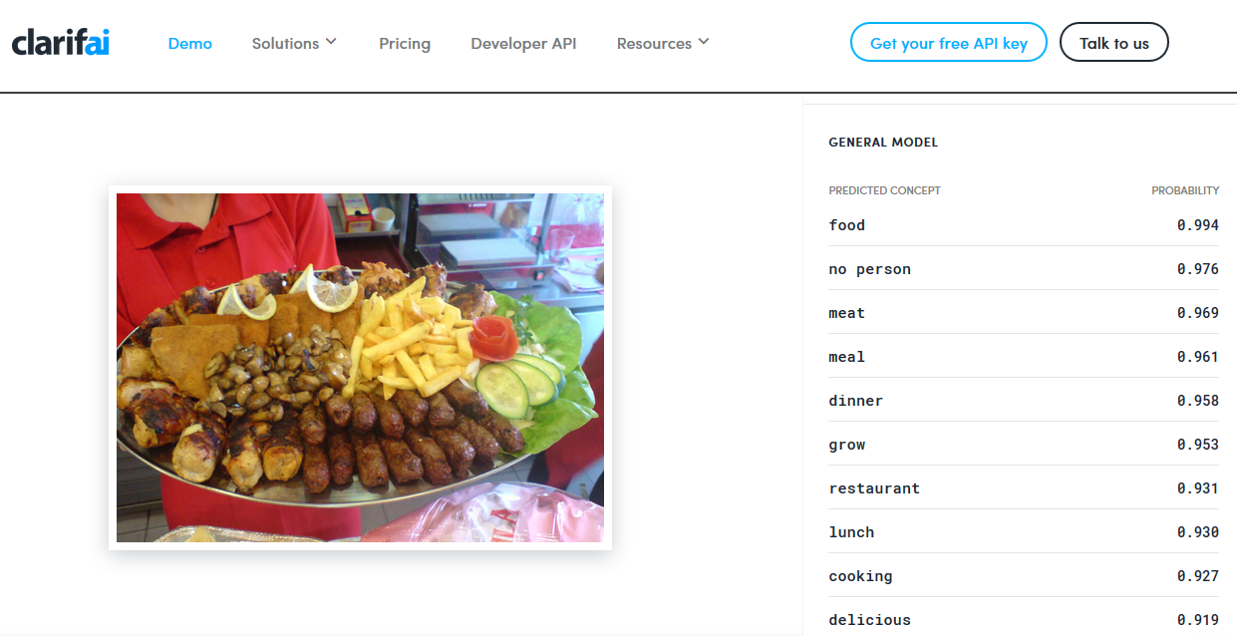 clarifai Demo Solutions Pricing Developer API Resources Get your free API key Talk to us
GENERAL MODEL
PREDICTED CONCEPT PROBABILITY
food 0.994
no person 0.976
meat 0.969
meal 0.961
dinner 0.958
grow 0.953
restaurant 0.931
lunch 0.930
cooking 0.927
delicious 0.919